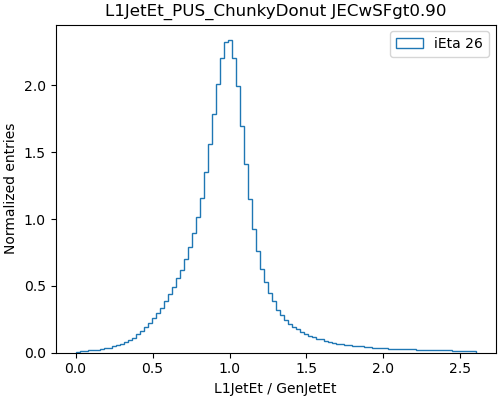 L1JetEt_PUS_ChunkyDonut JECwSFgt0.90
iEta 26
Normalized entries
2.0
1.5
1.0
0.5
0.0
0.0 0.5 1.0 1.5 2.0 2.5
L1JetEt / GenJetEt